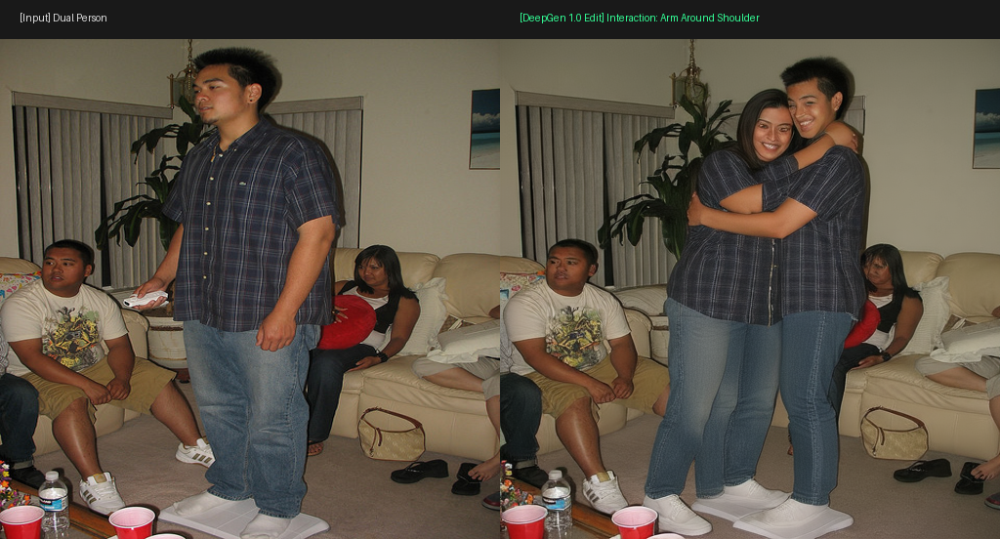 [Input] Dual Person
[DeepGen 1.0 Edit] Interaction: Arm Around Shoulder